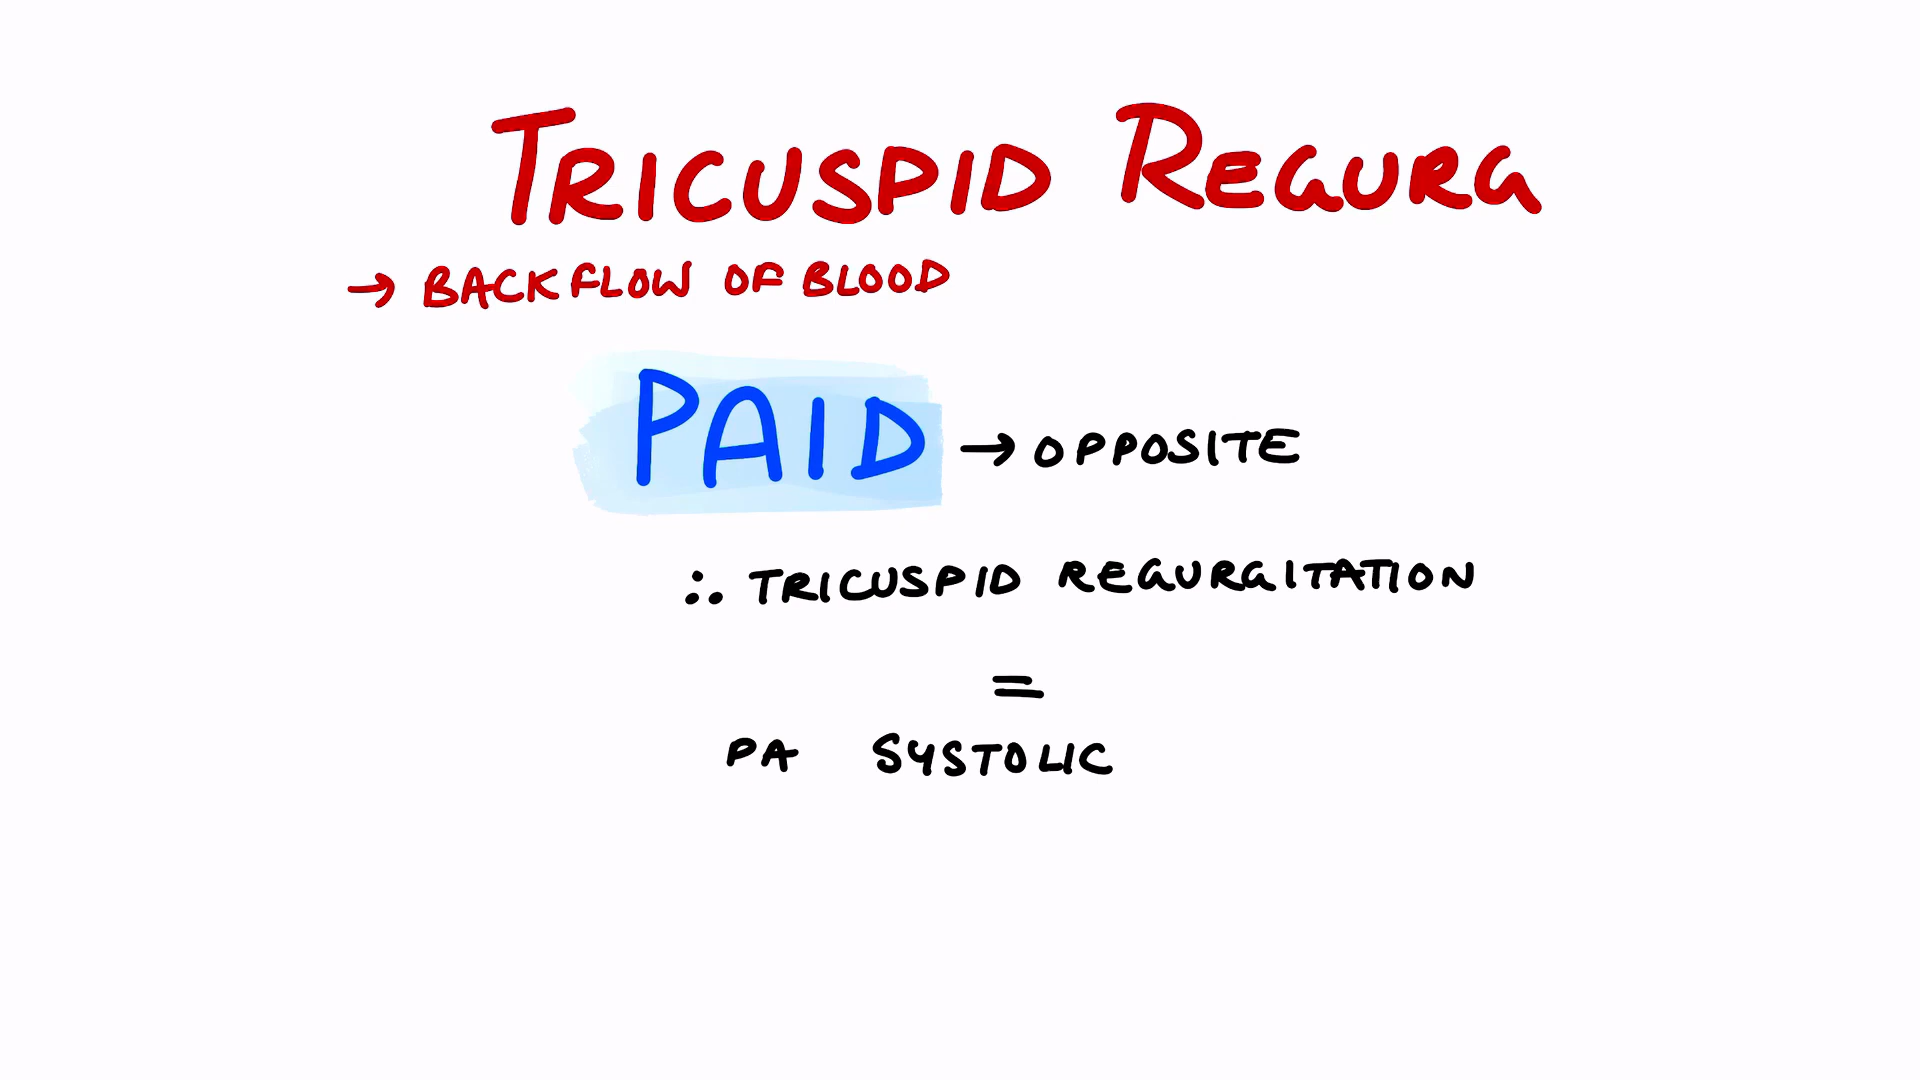 TRICUSPID REGURG
→ BACKFLOW OF BLOOD
PAID → OPPOSITE
∴ TRICUSPID REGURGITATION
=
PA SYSTOLIC